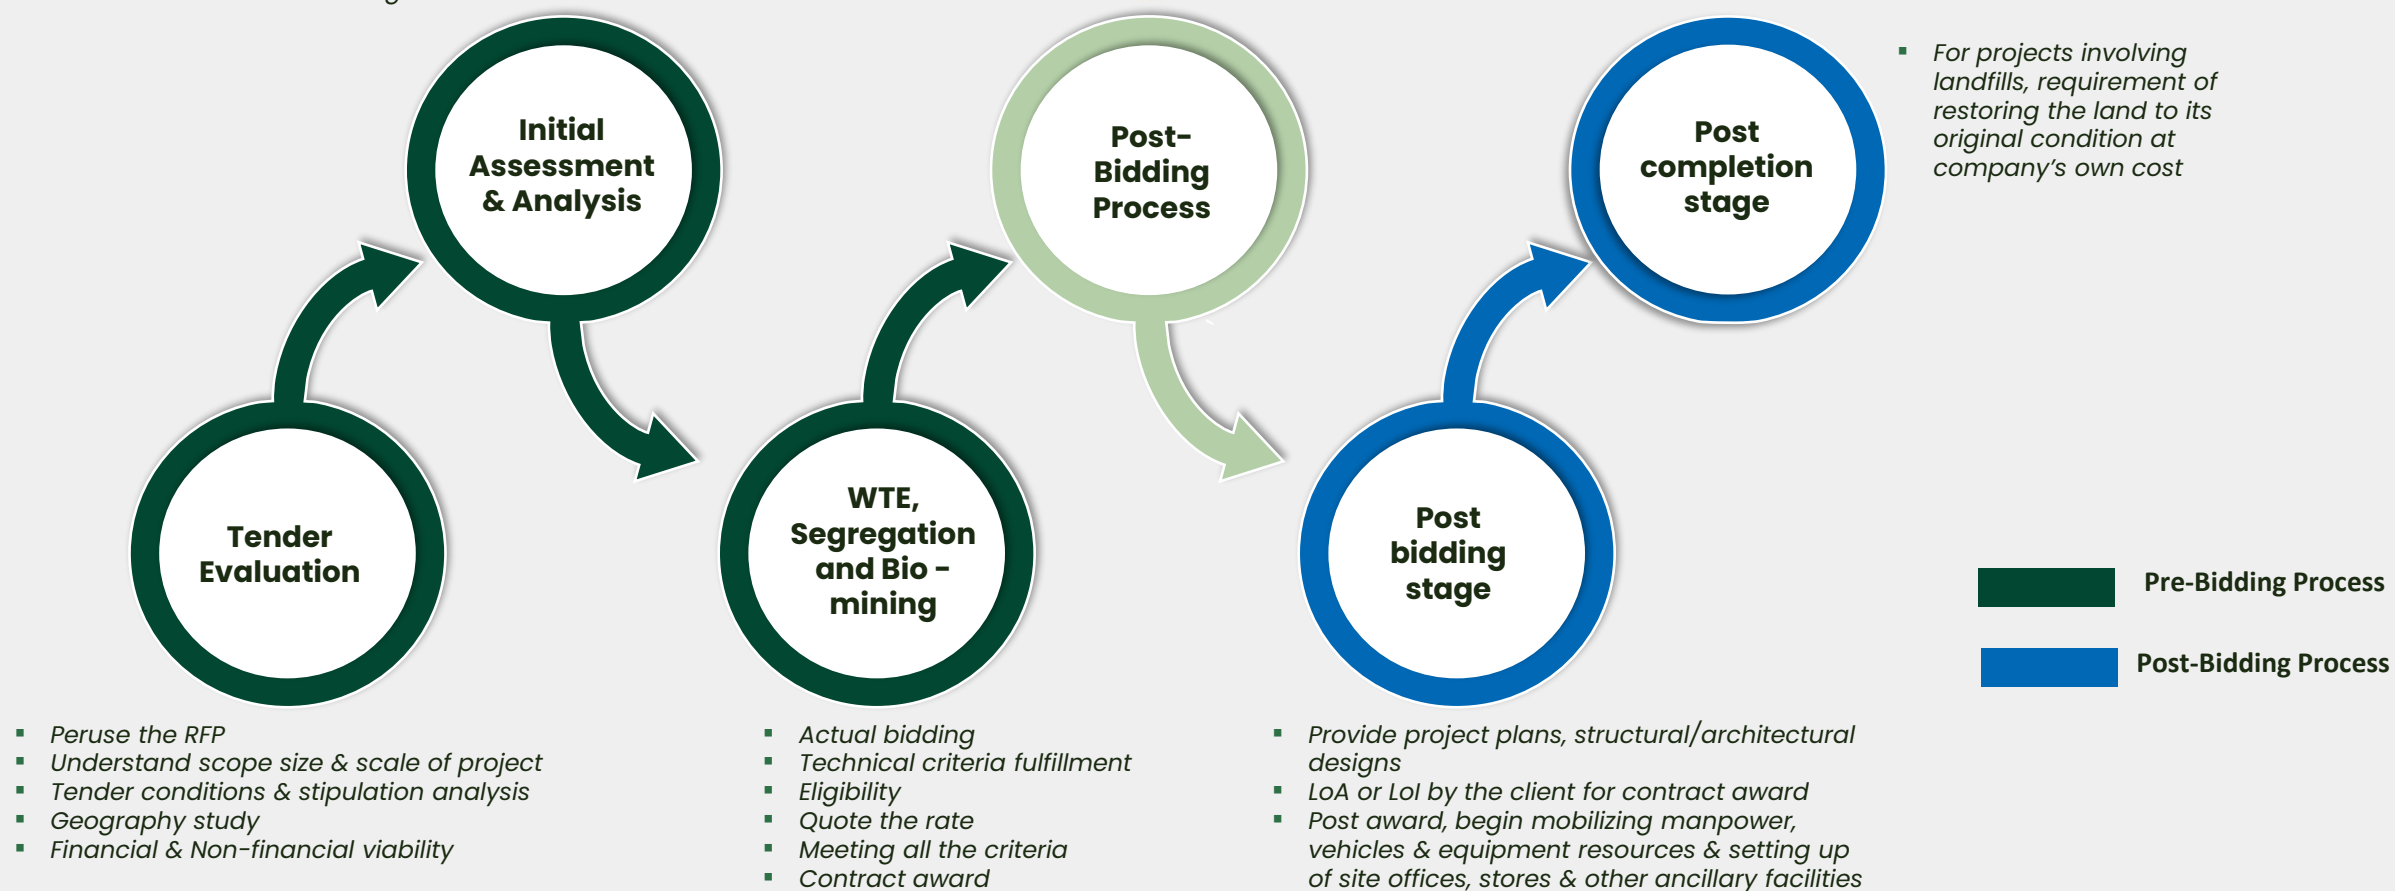 Initial
Assessment
& Analysis
Post-
Bidding
Process
Post
completion
stage
▪ For projects involving
landfills, requirement of
restoring the land to its
original condition at
company's own cost
Tender
Evaluation
WTE,
Segregation
and Bio -
mining
Post
bidding
stage
Pre-Bidding Process
Post-Bidding Process
▪ Peruse the RFP
▪ Understand scope size & scale of project
▪ Tender conditions & stipulation analysis
▪ Geography study
▪ Financial & Non-financial viability
▪ Actual bidding
▪ Technical criteria fulfillment
▪ Eligibility
▪ Quote the rate
▪ Meeting all the criteria
▪ Contract award
▪ Provide project plans, structural/architectural
designs
▪ LoA or LoI by the client for contract award
▪ Post award, begin mobilizing manpower,
vehicles & equipment resources & setting up
of site offices, stores & other ancillary facilities